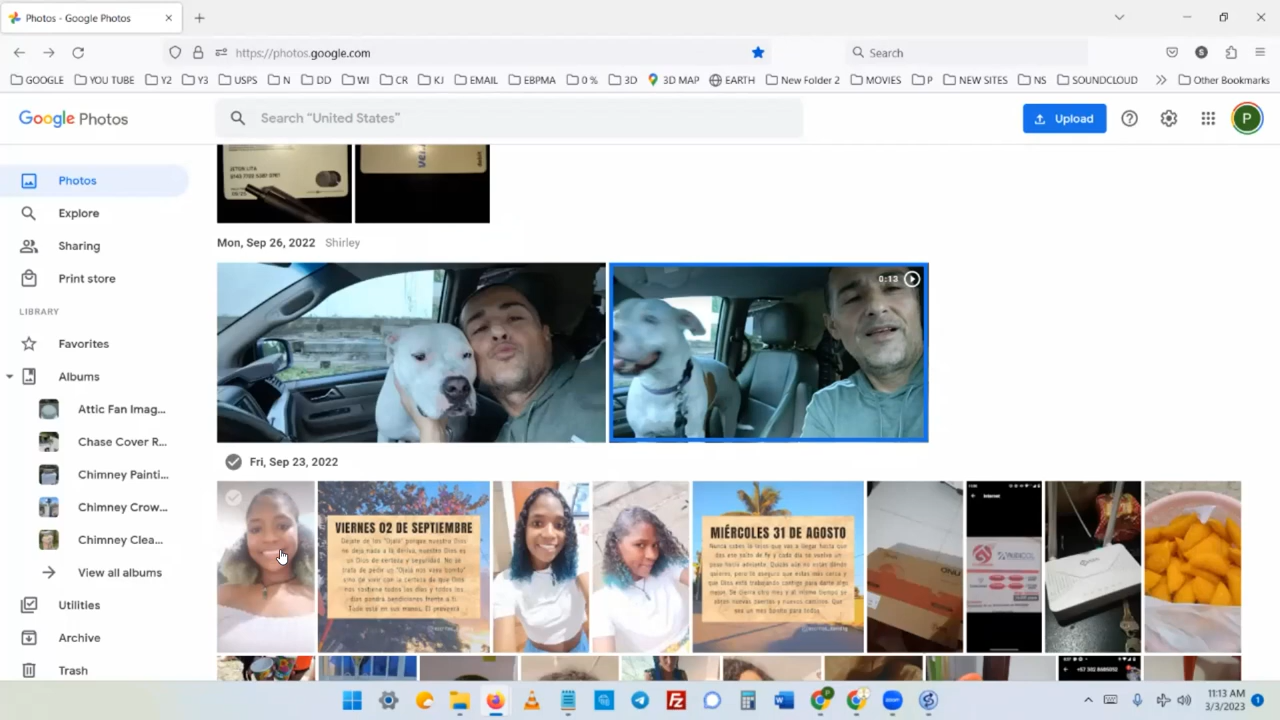 Photos - Google Photos
https://photos.google.com
Search
GOOGLE YOU TUBE Y2 Y3 USPS N DD WI CR KJ EMAIL EBPMA 0 % 3D 3D MAP EARTH New Folder 2 MOVIES P NEW SITES NS SOUNDCLOUD Other Bookmarks
Google Photos
Search "United States"
Upload
P
Photos
Explore
Sharing
Print store
LIBRARY
Favorites
Albums
Attic Fan Imag...
Chase Cover R...
Chimney Painti...
Chimney Crow...
Chimney Clea...
View all albums
Utilities
Archive
Trash
Mon, Sep 26, 2022 Shirley
0:13
Fri, Sep 23, 2022
VIERNES 02 DE SEPTIEMBRE
MIÉRCOLES 31 DE AGOSTO
Internet
11:13 AM
3/3/2023